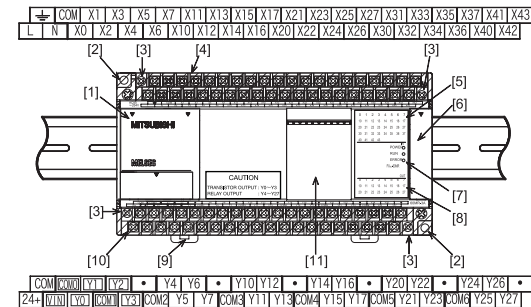 ⏚ COM X1 X3 X5 X7 X11 X13 X15 X17 X21 X23 X25 X27 X31 X33 X35 X37 X41 X43
L N X0 X2 X4 X6 X10 X12 X14 X16 X20 X22 X24 X26 X30 X32 X34 X36 X40 X42
[2] [3] [4] [3]
[5]
[1] [6]
MITSUBISHI
MELSEC
POWER
RUN
ERROR
CAUTION
TRANSISTOR OUTPUT : Y0—Y3
RELAY OUTPUT : Y4—Y27
OUT
[7]
[8]
[3]
[10] [9] [11] [3] [2]
COM COM0 Y1 Y2 • Y4 Y6 • Y10 Y12 • Y14 Y16 • Y20 Y22 • Y24 Y26 •
24+ VIN Y0 COM1 Y3 COM2 Y5 Y7 COM3 Y11 Y13 COM4 Y15 Y17 COM5 Y21 Y23 COM6 Y25 Y27